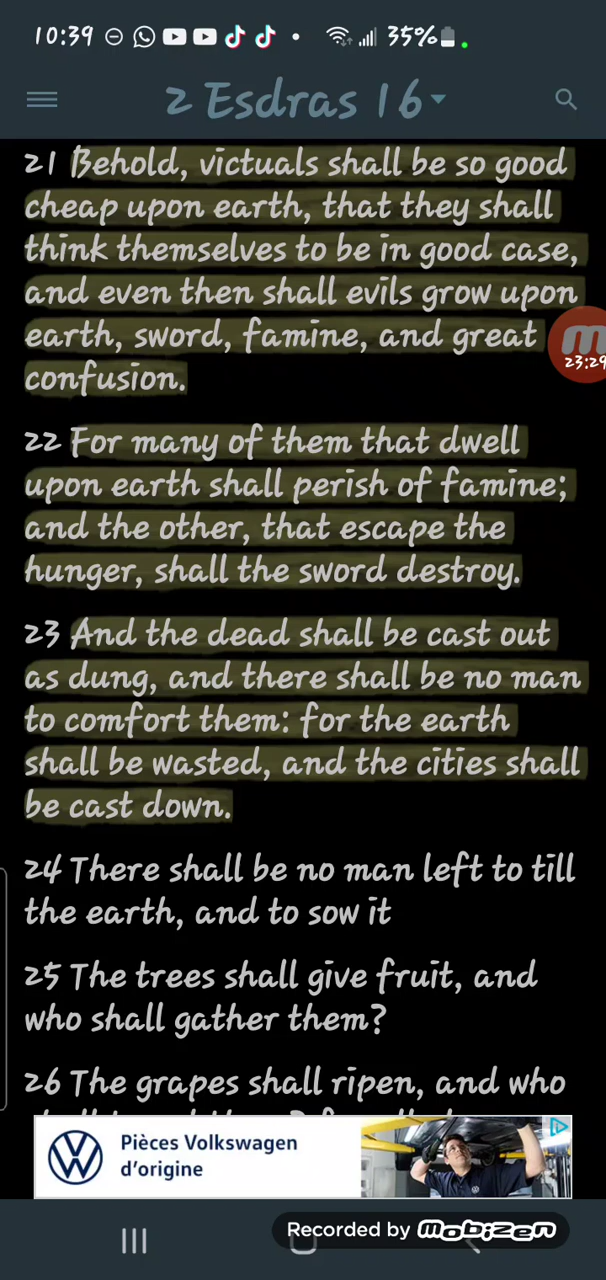 10:39 35%
2 Esdras 16
21 Behold, victuals shall be so good
cheap upon earth, that they shall
think themselves to be in good case,
and even then shall evils grow upon
earth, sword, famine, and great
confusion.
23:29
22 For many of them that dwell
upon earth shall perish of famine;
and the other, that escape the
hunger, shall the sword destroy.
23 And the dead shall be cast out
as dung, and there shall be no man
to comfort them: for the earth
shall be wasted, and the cities shall
be cast down.
24 There shall be no man left to till
the earth, and to sow it
25 The trees shall give fruit, and
who shall gather them?
26 The grapes shall ripen, and who
Pièces Volkswagen
d'origine
Recorded by mobizen